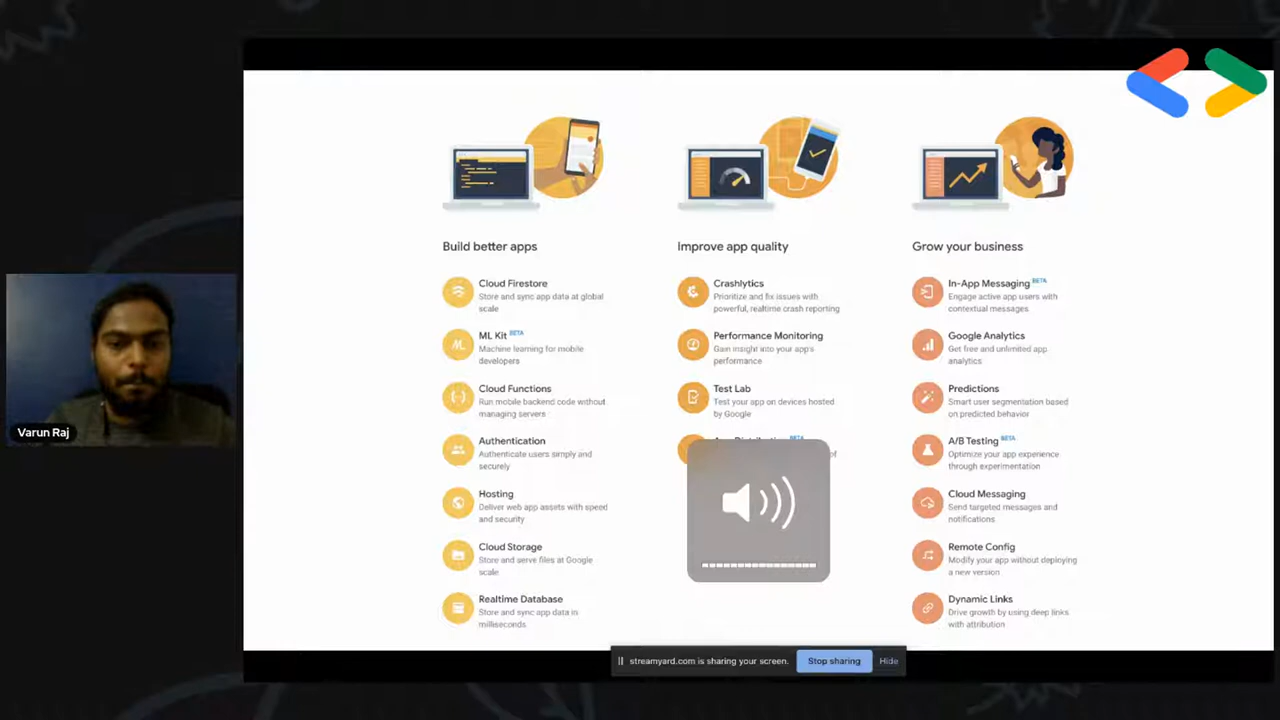 Build better apps
Cloud Firestore
Store and sync app data at global
scale
ML Kit BETA
Machine learning for mobile
developers
Cloud Functions
Run mobile backend code without
managing servers
Authentication
Authenticate users simply and
securely
Hosting
Deliver web app assets with speed
and security
Cloud Storage
Store and serve files at Google
scale
Realtime Database
Store and sync app data in
milliseconds
Improve app quality
Crashlytics
Prioritize and fix issues with
powerful, realtime crash reporting
Performance Monitoring
Gain insight into your app's
performance
Test Lab
Test your app on devices hosted
by Google
BETA
of
Grow your business
In-App Messaging BETA
Engage active app users with
contextual messages
Google Analytics
Get free and unlimited app
analytics
Predictions
Smart user segmentation based
on predicted behavior
A/B Testing BETA
Optimize your app experience
through experimentation
Cloud Messaging
Send targeted messages and
notifications
Remote Config
Modify your app without deploying
a new version
Dynamic Links
Drive growth by using deep links
with attribution
Varun Raj
streamyard.com is sharing your screen. Stop sharing Hide